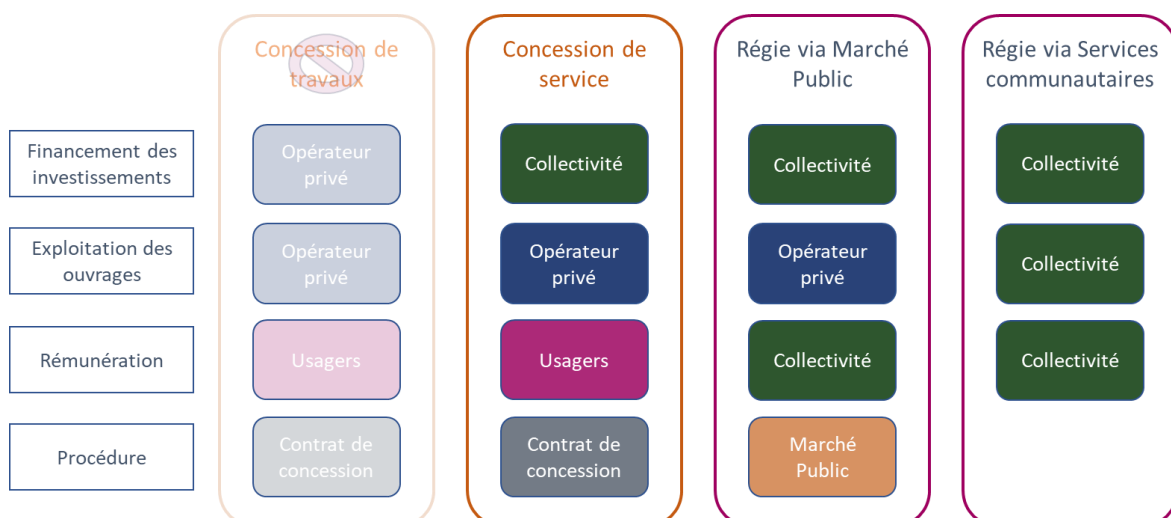 Concession de
travaux
Concession de
service
Régie via Marché
Public
Régie via Services
communautaires
Financement des
investissements
Opérateur
privé
Collectivité
Collectivité
Collectivité
Exploitation des
ouvrages
Opérateur
privé
Opérateur
privé
Opérateur
privé
Collectivité
Rémunération
Usagers
Usagers
Collectivité
Collectivité
Procédure
Contrat de
concession
Contrat de
concession
Marché
Public